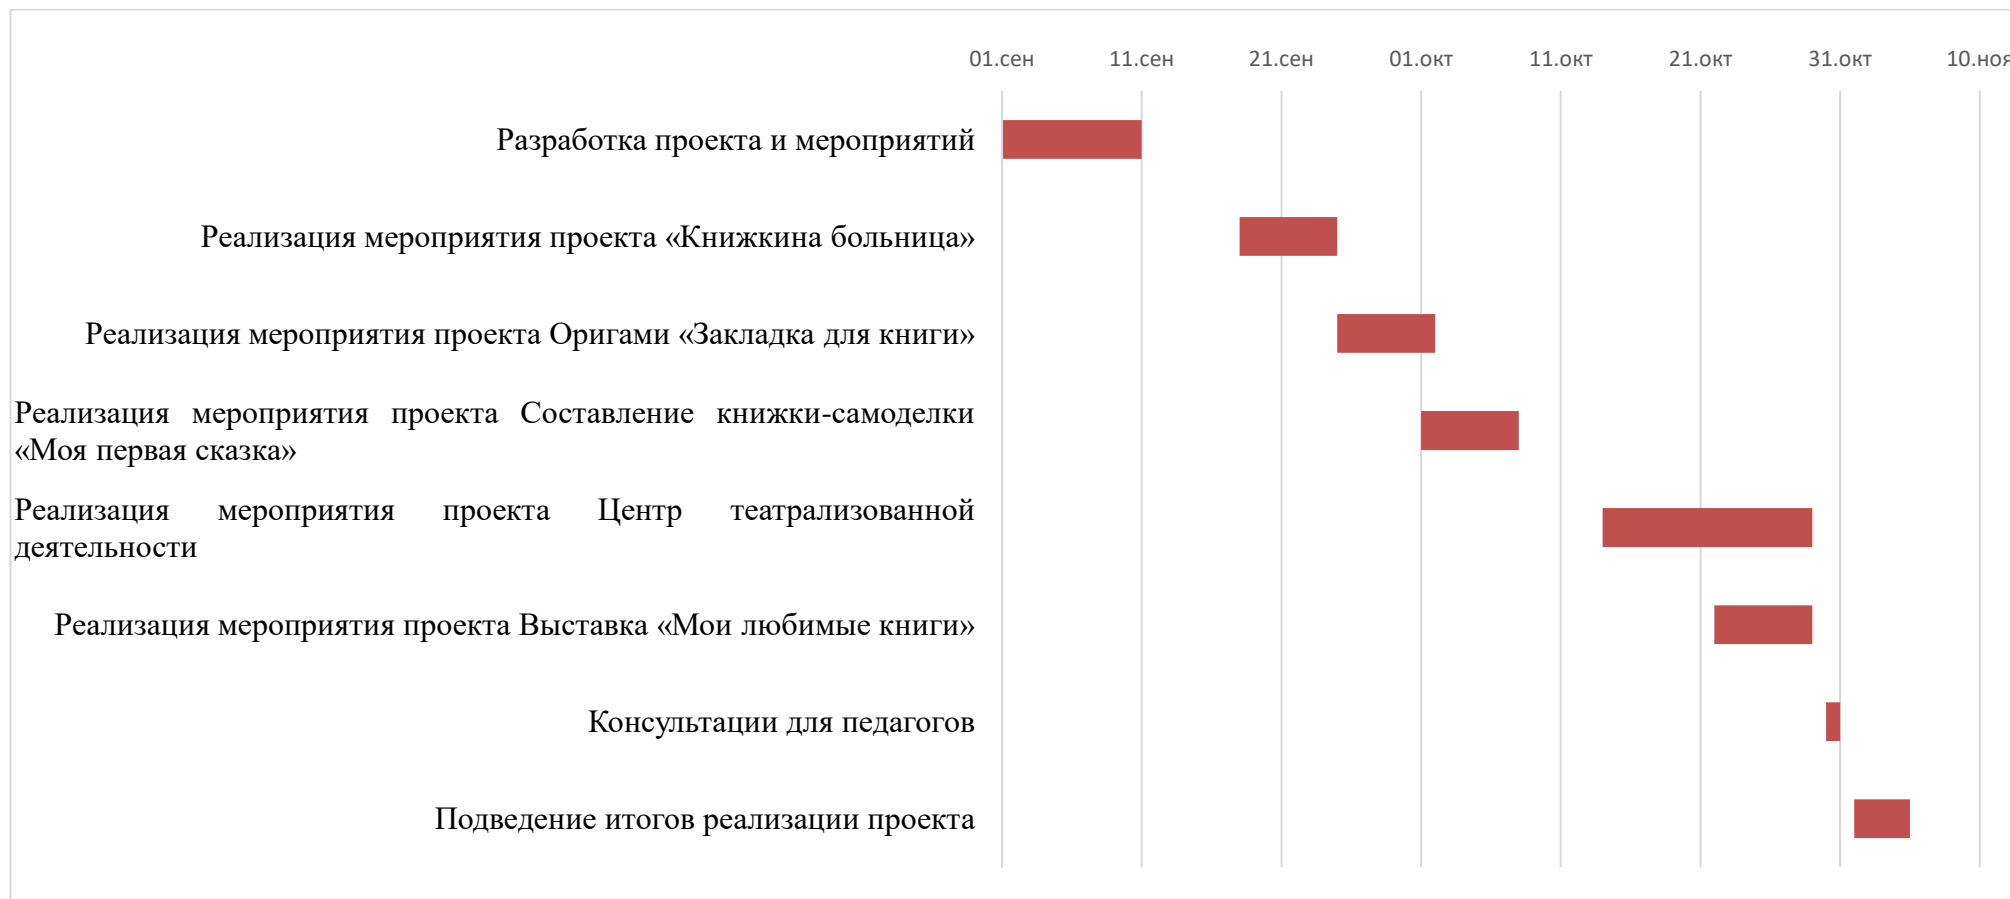 01.сен 11.сен 21.сен 01.окт 11.окт 21.окт 31.окт 10.ноя
Разработка проекта и мероприятий
Реализация мероприятия проекта «Книжкина больница»
Реализация мероприятия проекта Оригами «Закладка для книги»
Реализация мероприятия проекта Составление книжки-самоделки
«Моя первая сказка»
Реализация мероприятия проекта Центр театрализованной
деятельности
Реализация мероприятия проекта Выставка «Мои любимые книги»
Консультации для педагогов
Подведение итогов реализации проекта